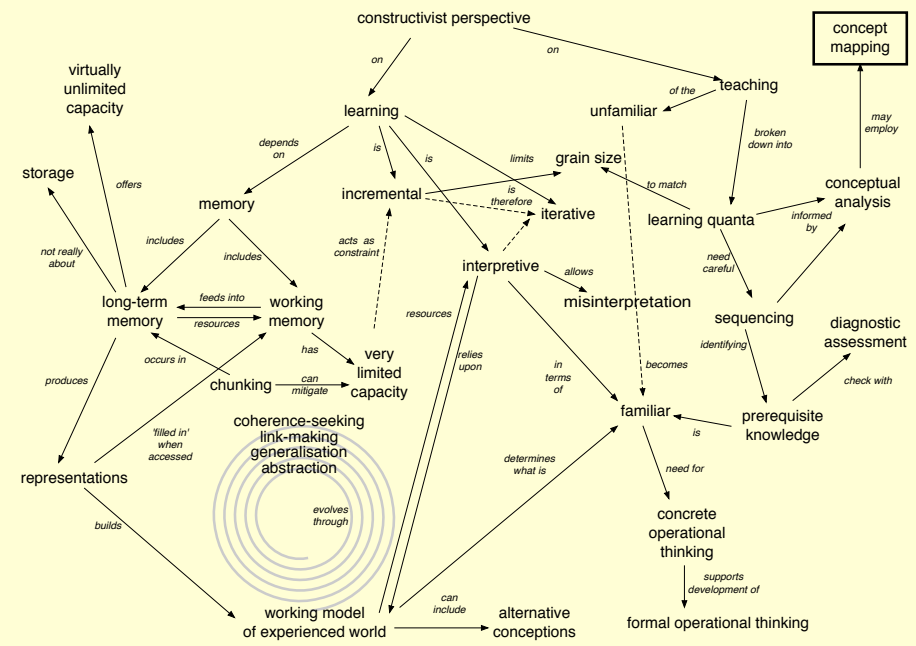 constructivist perspective
concept
mapping
on
on
virtually
unlimited
capacity
of the
teaching
learning
unfamiliar
may
employ
depends
on
is
is
limits
broken
down into
grain size
storage
offers
incremental
is
therefore
to match
conceptual
analysis
memory
iterative
learning quanta
informed
by
not really
about
includes
includes
acts as
constraint
need
careful
interpretive
allows
long-term
memory
feeds into
resources
working
memory
misinterpretation
resources
sequencing
diagnostic
assessment
has
occurs in
very
limited
capacity
relies
upon
in
terms
of
becomes
identifying
check with
produces
chunking
can
mitigate
familiar
is
prerequisite
knowledge
'filled in'
when
accessed
coherence-seeking
link-making
generalisation
abstraction
determines
what is
need for
representations
evolves
through
builds
concrete
operational
thinking
supports
development of
working model
of experienced world
can
include
alternative
conceptions
formal operational thinking